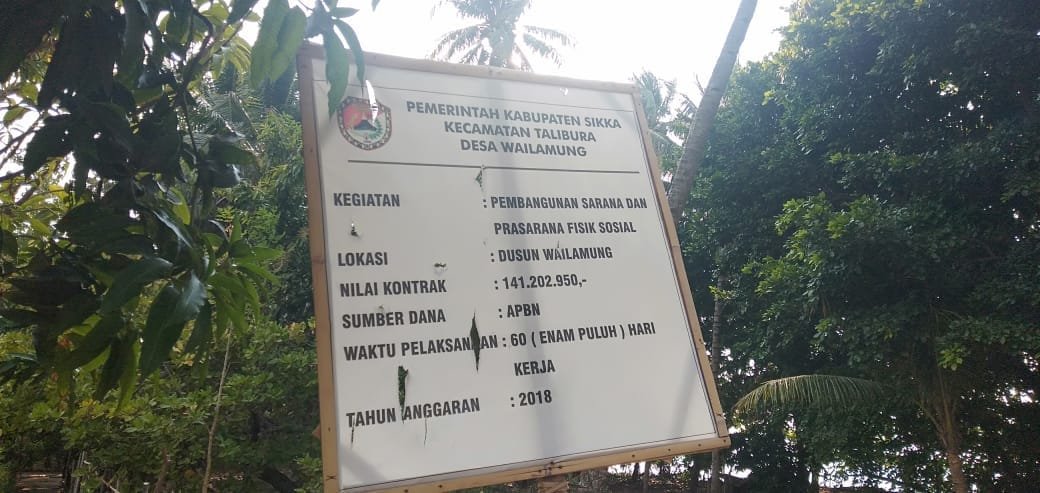 PEMERINTAH KABUPATEN SIKKA
KECAMATAN TALIBURA
DESA WAILAMUNG
KEGIATAN : PEMBANGUNAN SARANA DAN
PRASARANA FISIK SOSIAL
LOKASI : DUSUN WAILAMUNG
NILAI KONTRAK : 141.202.950,-
SUMBER DANA : APBN
WAKTU PELAKSANAAN : 60 ( ENAM PULUH ) HARI
KERJA
TAHUN ANGGARAN : 2018